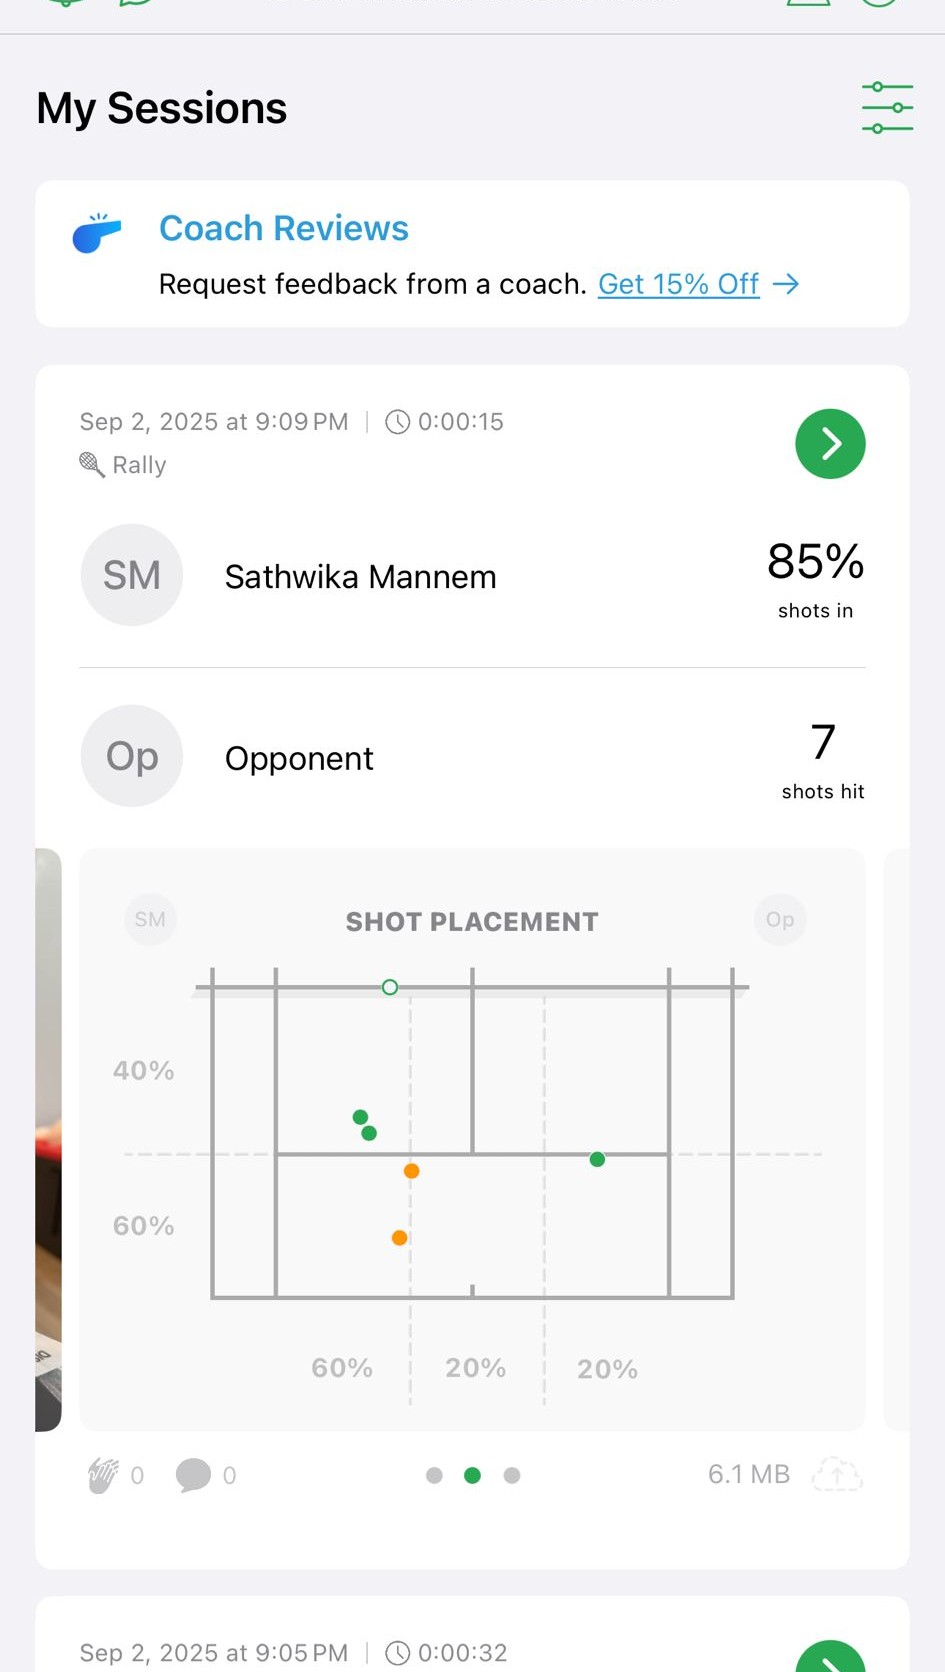 My Sessions
Coach Reviews
Request feedback from a coach. Get 15% Off →
Sep 2, 2025 at 9:09 PM | 0:00:15
Rally
SM
Sathwika Mannem
85%
shots in
Op
Opponent
7
shots hit
SM
SHOT PLACEMENT
Op
40%
60%
60%
20%
20%
0
0
6.1 MB
Sep 2, 2025 at 9:05 PM | 0:00:32